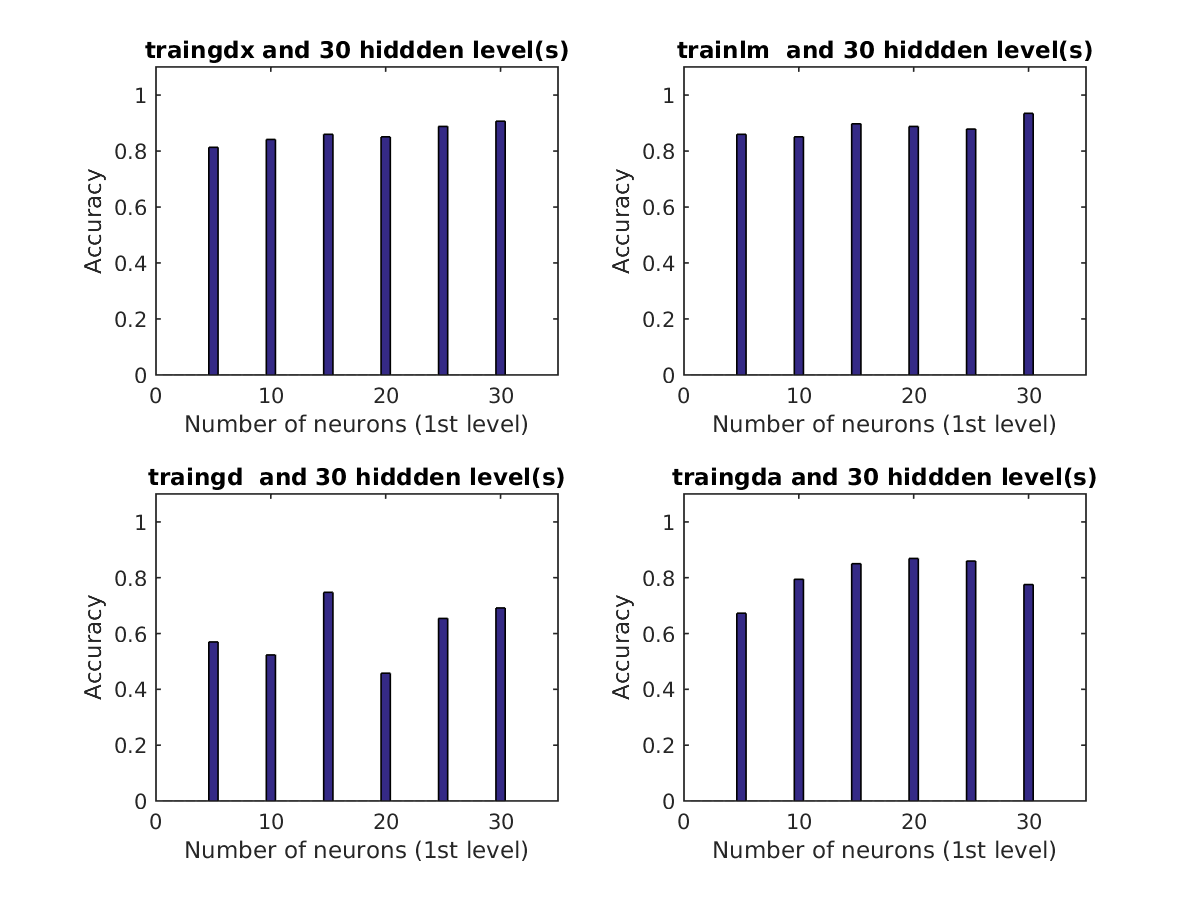 traingdx and 30 hiddden level(s)
Accuracy
1
0.8
0.6
0.4
0.2
0
0 10 20 30
Number of neurons (1st level)
trainlm  and 30 hiddden level(s)
Accuracy
1
0.8
0.6
0.4
0.2
0
0 10 20 30
Number of neurons (1st level)
traingd  and 30 hiddden level(s)
Accuracy
1
0.8
0.6
0.4
0.2
0
0 10 20 30
Number of neurons (1st level)
traingda and 30 hiddden level(s)
Accuracy
1
0.8
0.6
0.4
0.2
0
0 10 20 30
Number of neurons (1st level)